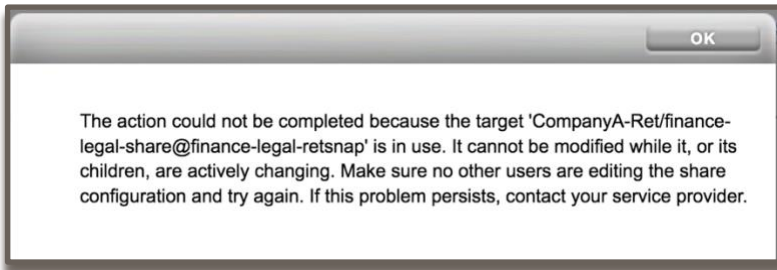 OK
The action could not be completed because the target 'CompanyA-Ret/finance-
legal-share@finance-legal-retsnap' is in use. It cannot be modified while it, or its
children, are actively changing. Make sure no other users are editing the share
configuration and try again. If this problem persists, contact your service provider.